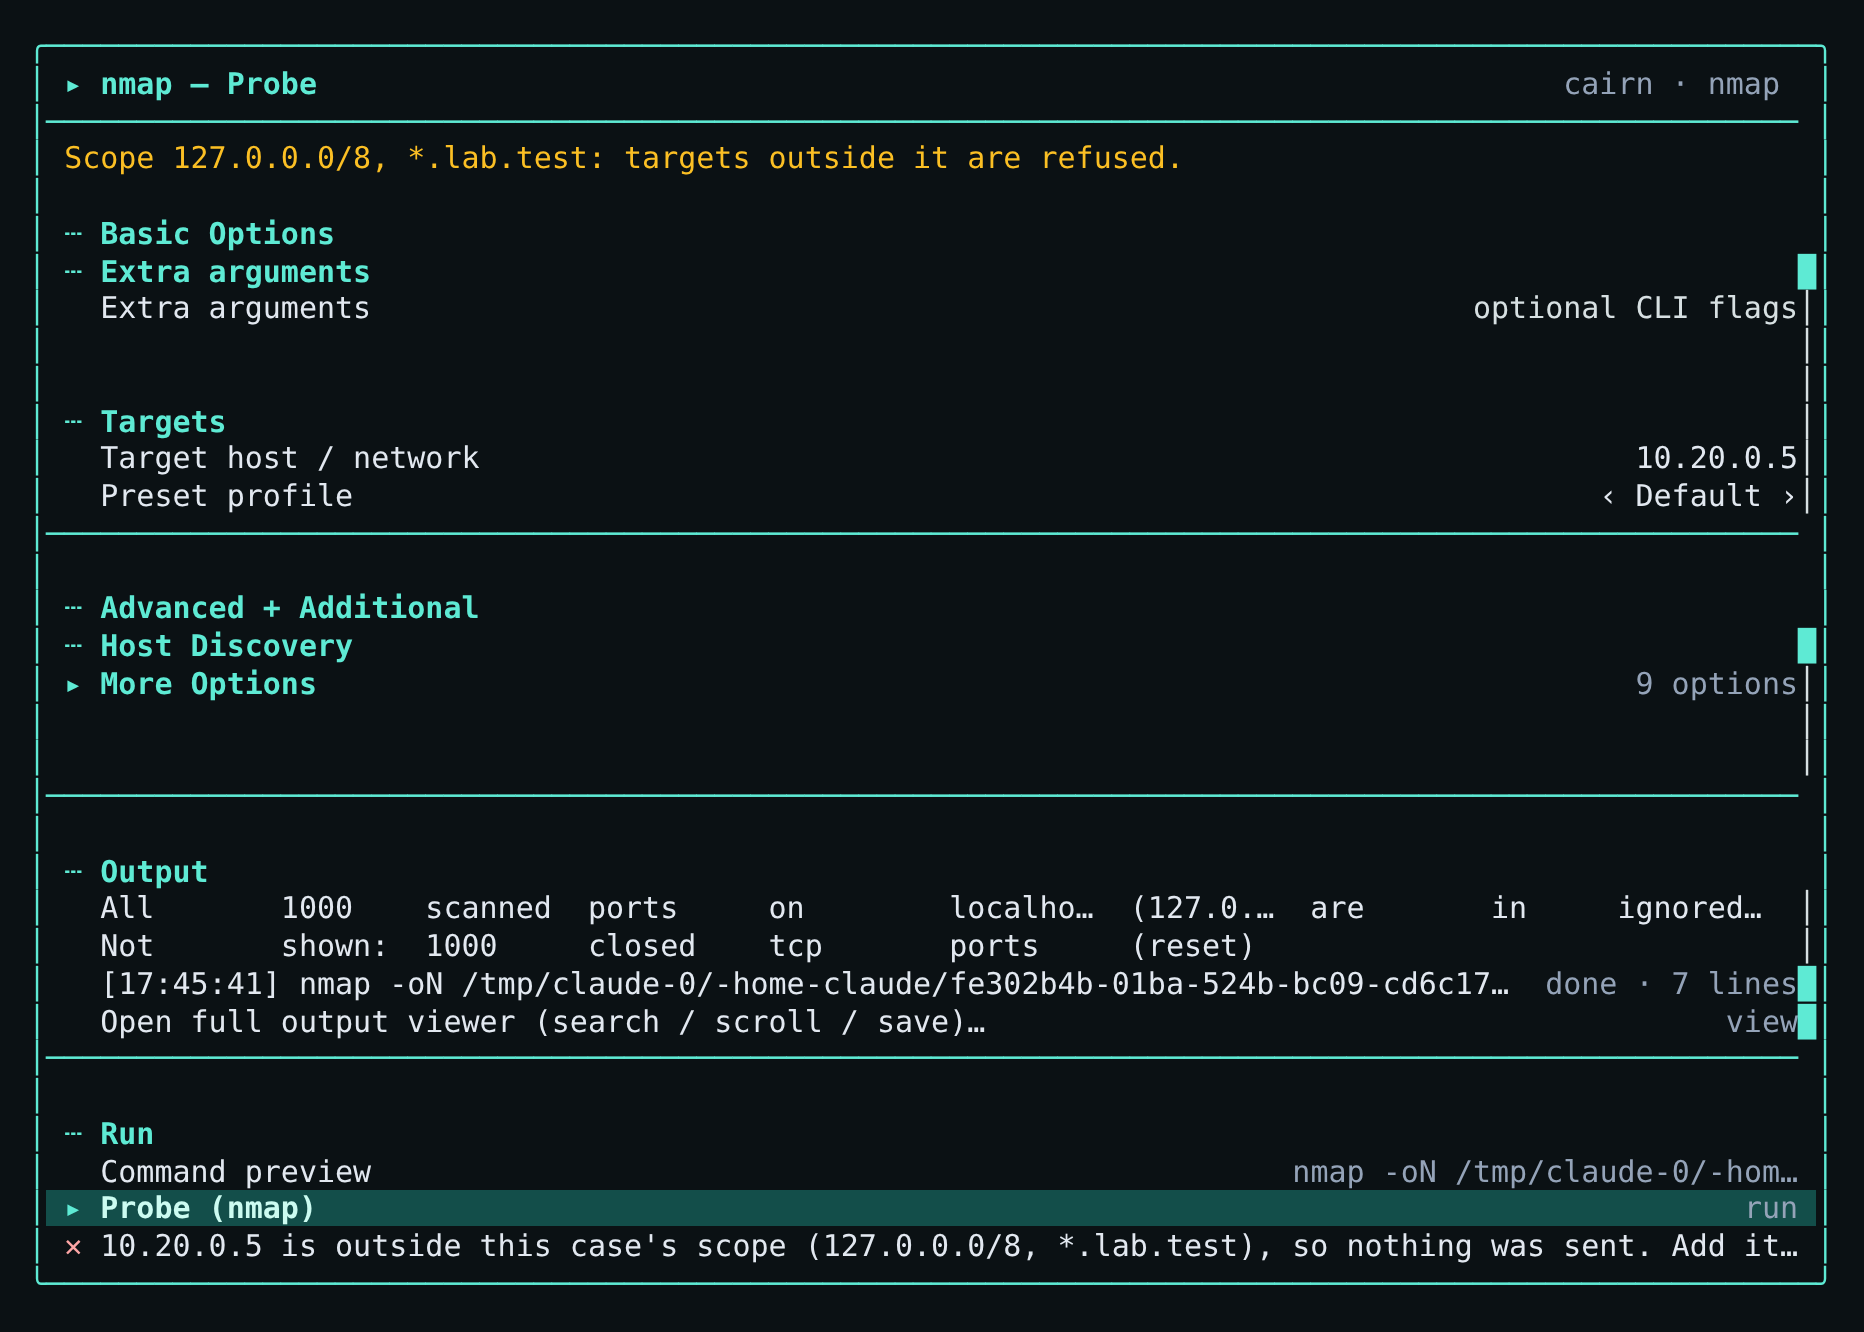 ▸ nmap — Probe cairn · nmap
Scope 127.0.0.0/8, *.lab.test: targets outside it are refused.
┄ Basic Options
┄ Extra arguments
Extra arguments optional CLI flags
┄ Targets
Target host / network 10.20.0.5
Preset profile ‹ Default ›
┄ Advanced + Additional
┄ Host Discovery
▸ More Options 9 options
┄ Output
All 1000 scanned ports on localho… (127.0.… are in ignored…
Not shown: 1000 closed tcp ports (reset)
[17:45:41] nmap -oN /tmp/claude-0/-home-claude/fe302b4b-01ba-524b-bc09-cd6c17… done · 7 lines
Open full output viewer (search / scroll / save)… view
┄ Run
Command preview nmap -oN /tmp/claude-0/-hom…
▸ Probe (nmap) run
✕ 10.20.0.5 is outside this case's scope (127.0.0.0/8, *.lab.test), so nothing was sent. Add it…